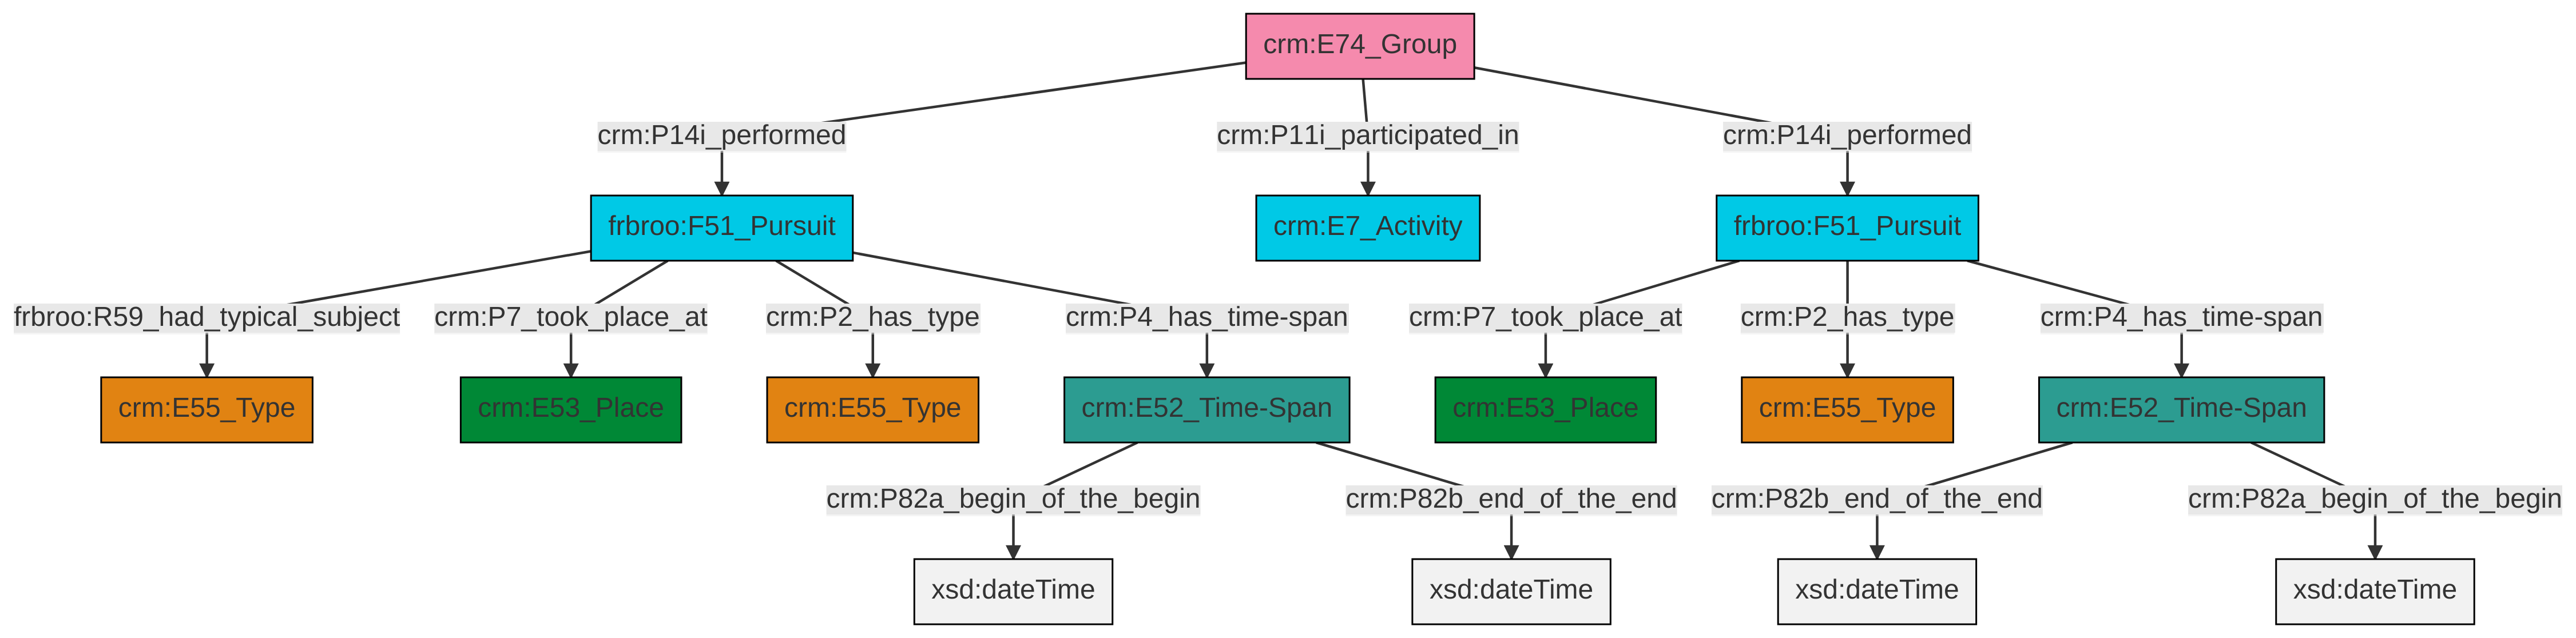 crm:E74_Group
crm:P14i_performed
crm:P11i_participated_in
crm:P14i_performed
frbroo:F51_Pursuit
crm:E7_Activity
frbroo:F51_Pursuit
frbroo:R59_had_typical_subject
crm:P7_took_place_at
crm:P2_has_type
crm:P4_has_time-span
crm:P7_took_place_at
crm:P2_has_type
crm:P4_has_time-span
crm:E55_Type
crm:E53_Place
crm:E55_Type
crm:E52_Time-Span
crm:E53_Place
crm:E55_Type
crm:E52_Time-Span
crm:P82a_begin_of_the_begin
crm:P82b_end_of_the_end
crm:P82b_end_of_the_end
crm:P82a_begin_of_the_begin
xsd:dateTime
xsd:dateTime
xsd:dateTime
xsd:dateTime